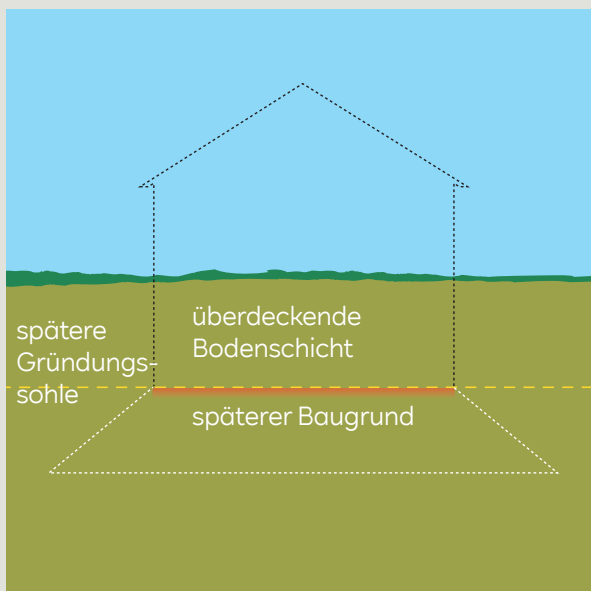 überdeckende
Bodenschicht
spätere
Gründungs-
sohle
späterer Baugrund